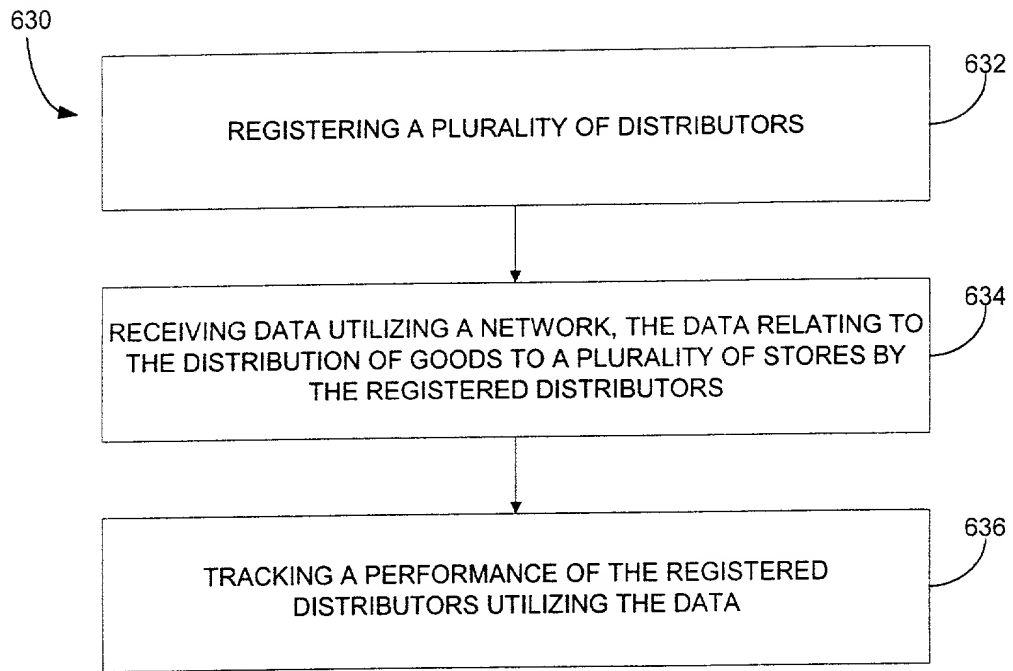 630
632
REGISTERING A PLURALITY OF DISTRIBUTORS
634
RECEIVING DATA UTILIZING A NETWORK, THE DATA RELATING TO
THE DISTRIBUTION OF GOODS TO A PLURALITY OF STORES BY
THE REGISTERED DISTRIBUTORS
636
TRACKING A PERFORMANCE OF THE REGISTERED
DISTRIBUTORS UTILIZING THE DATA